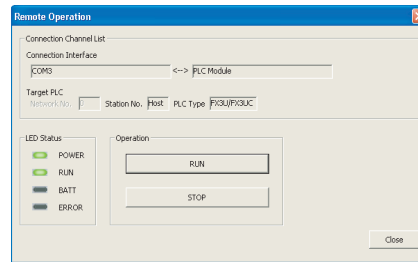 Remote Operation
Connection Channel List
Connection Interface
COM3 <--> PLC Module
Target PLC
Network No. 0 Station No. Host PLC Type FX3U/FX3UC
LED Status Operation
POWER
RUN
BATT
ERROR
RUN
STOP
Close